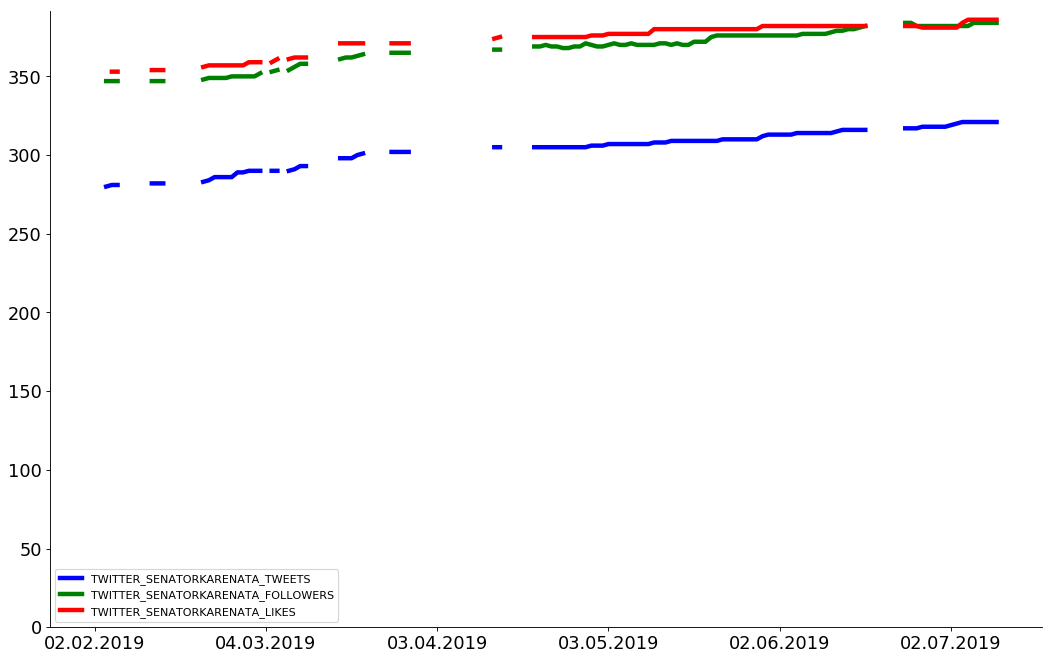 350
300
250
200
150
100
50
0
TWITTER_SENATORKARENATA_TWEETS
TWITTER_SENATORKARENATA_FOLLOWERS
TWITTER_SENATORKARENATA_LIKES
02.02.2019 04.03.2019 03.04.2019 03.05.2019 02.06.2019 02.07.2019